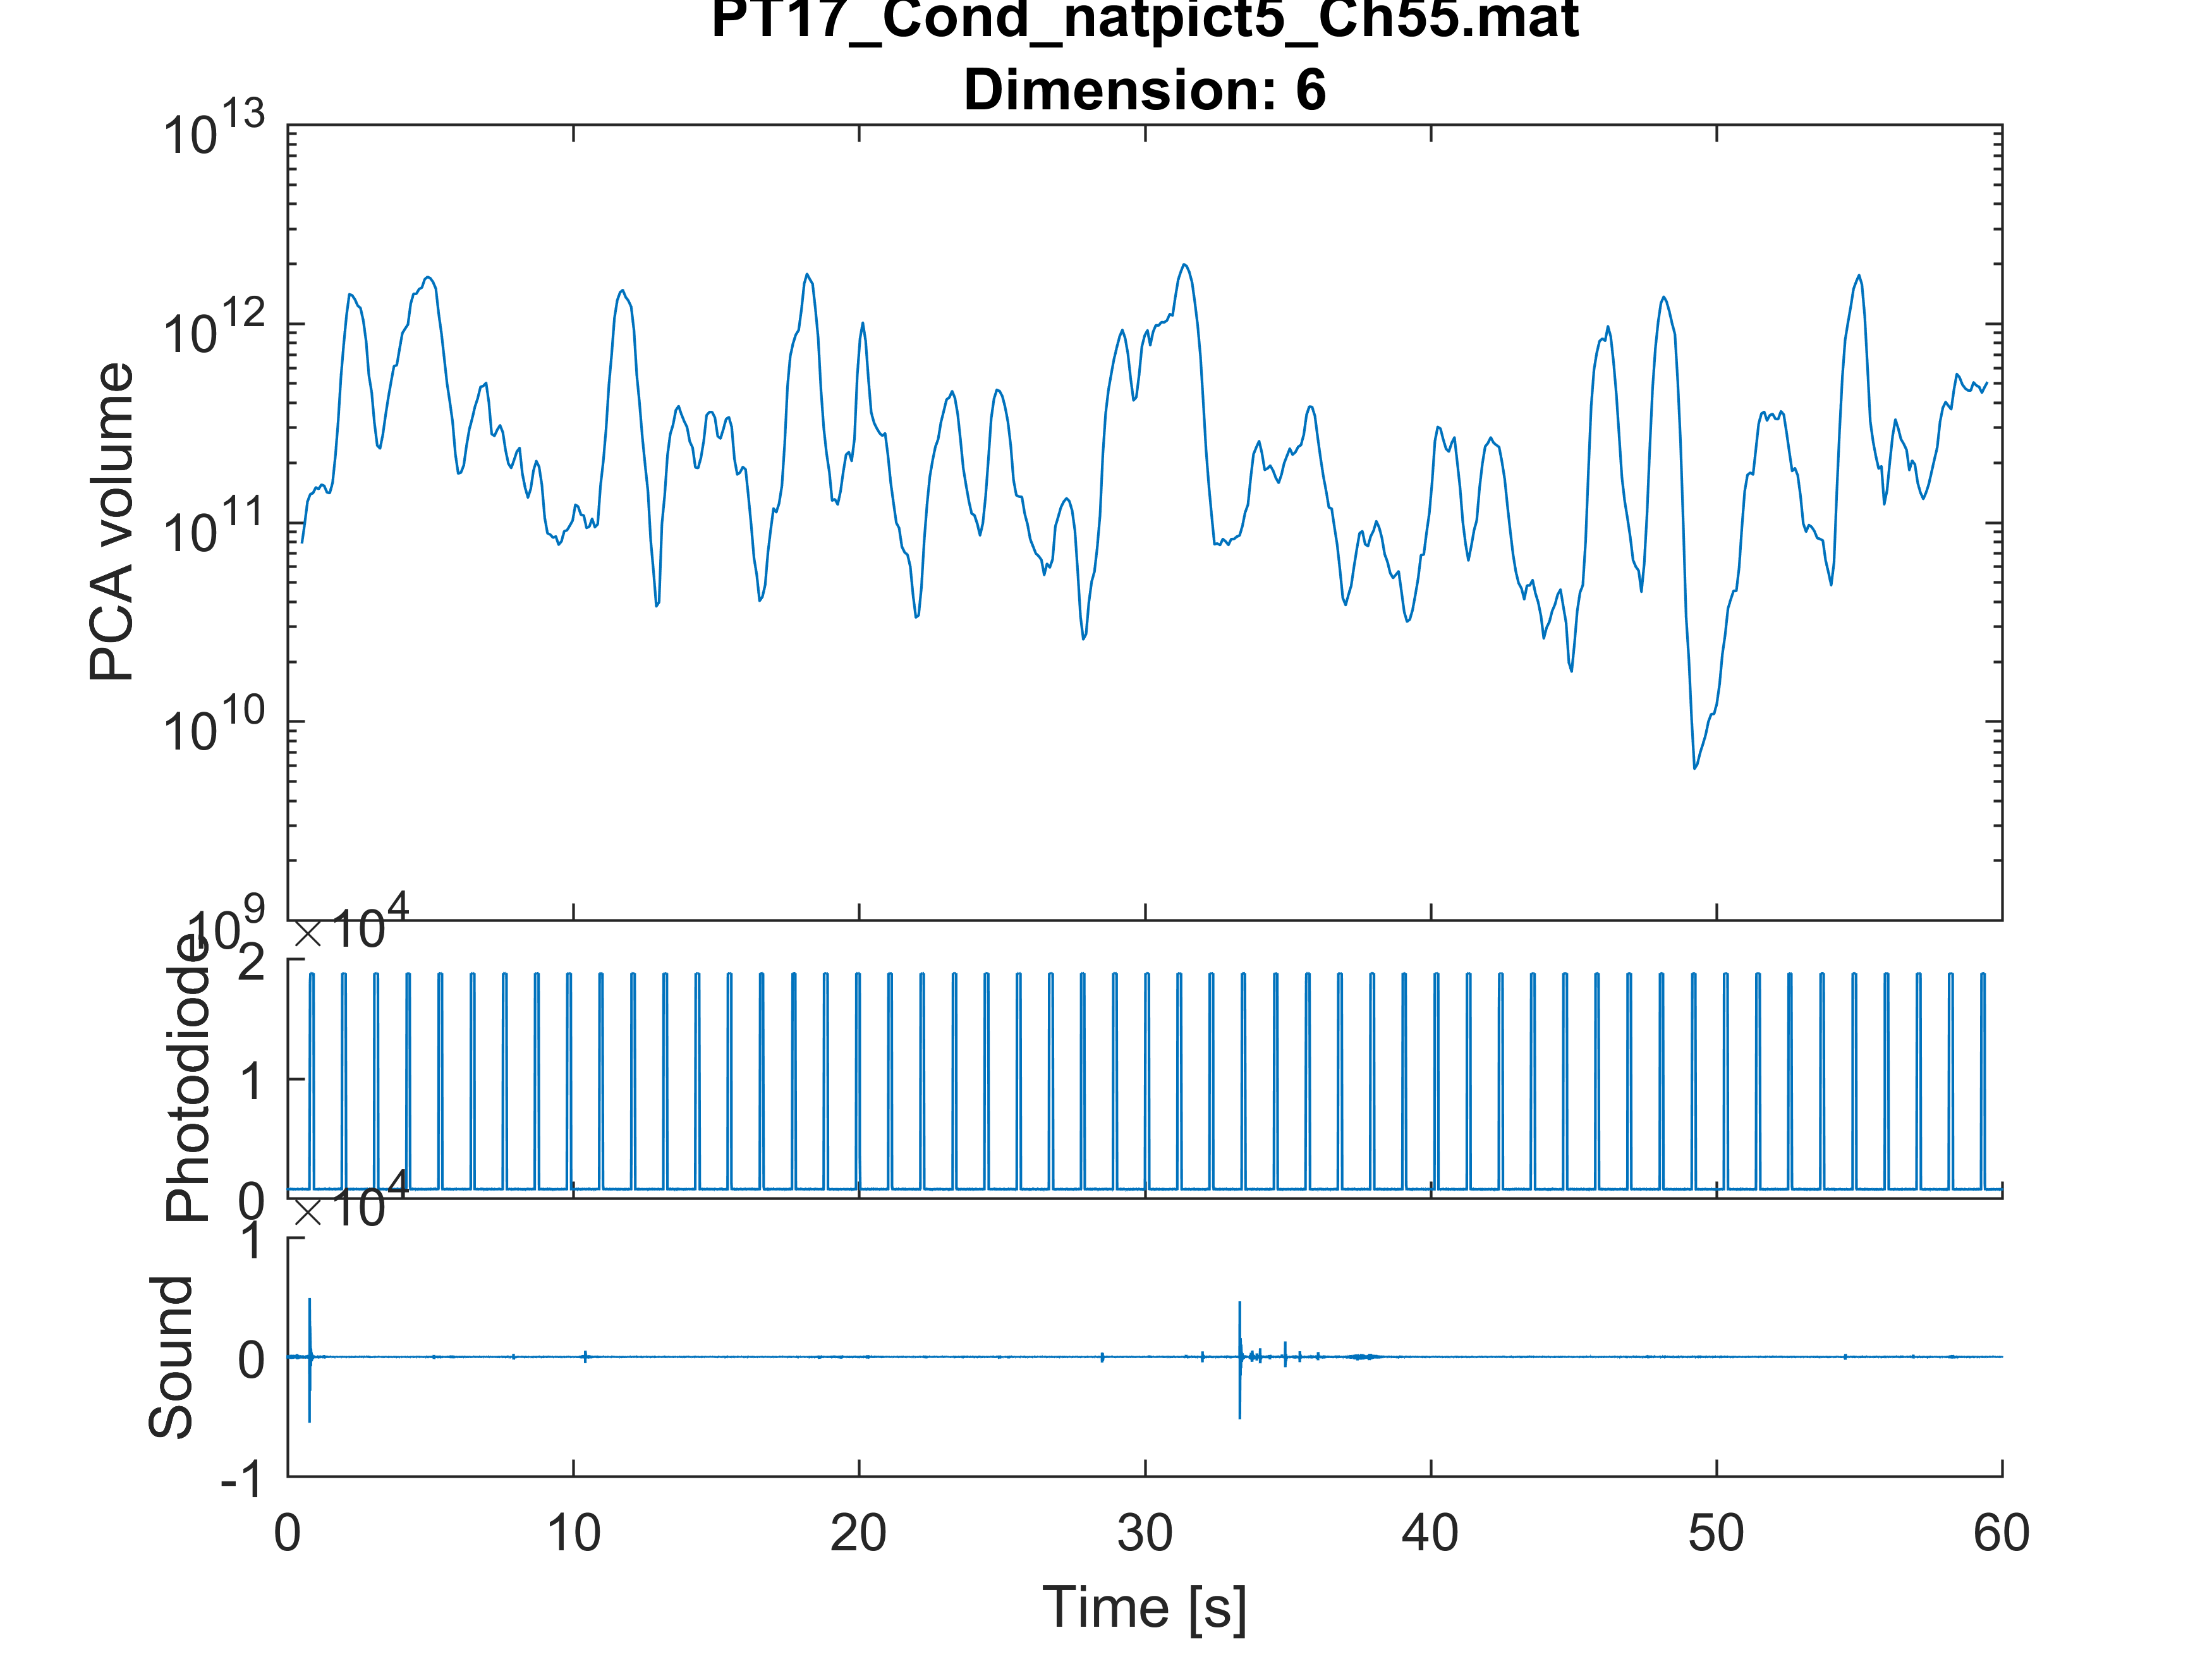 PT17_Cond_natpict5_Ch55.mat
Dimension: 6
10^13
10^12
10^11
10^10
10^9
PCA volume
× 10^4
2
1
0
Photodiode
× 10^4
1
0
-1
Sound
0 10 20 30 40 50 60
Time [s]